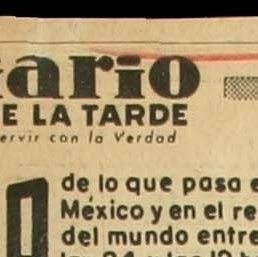 ario
E LA TARDE
ervir con la Verdad
de lo que pasa e
México y en el re
del mundo entre